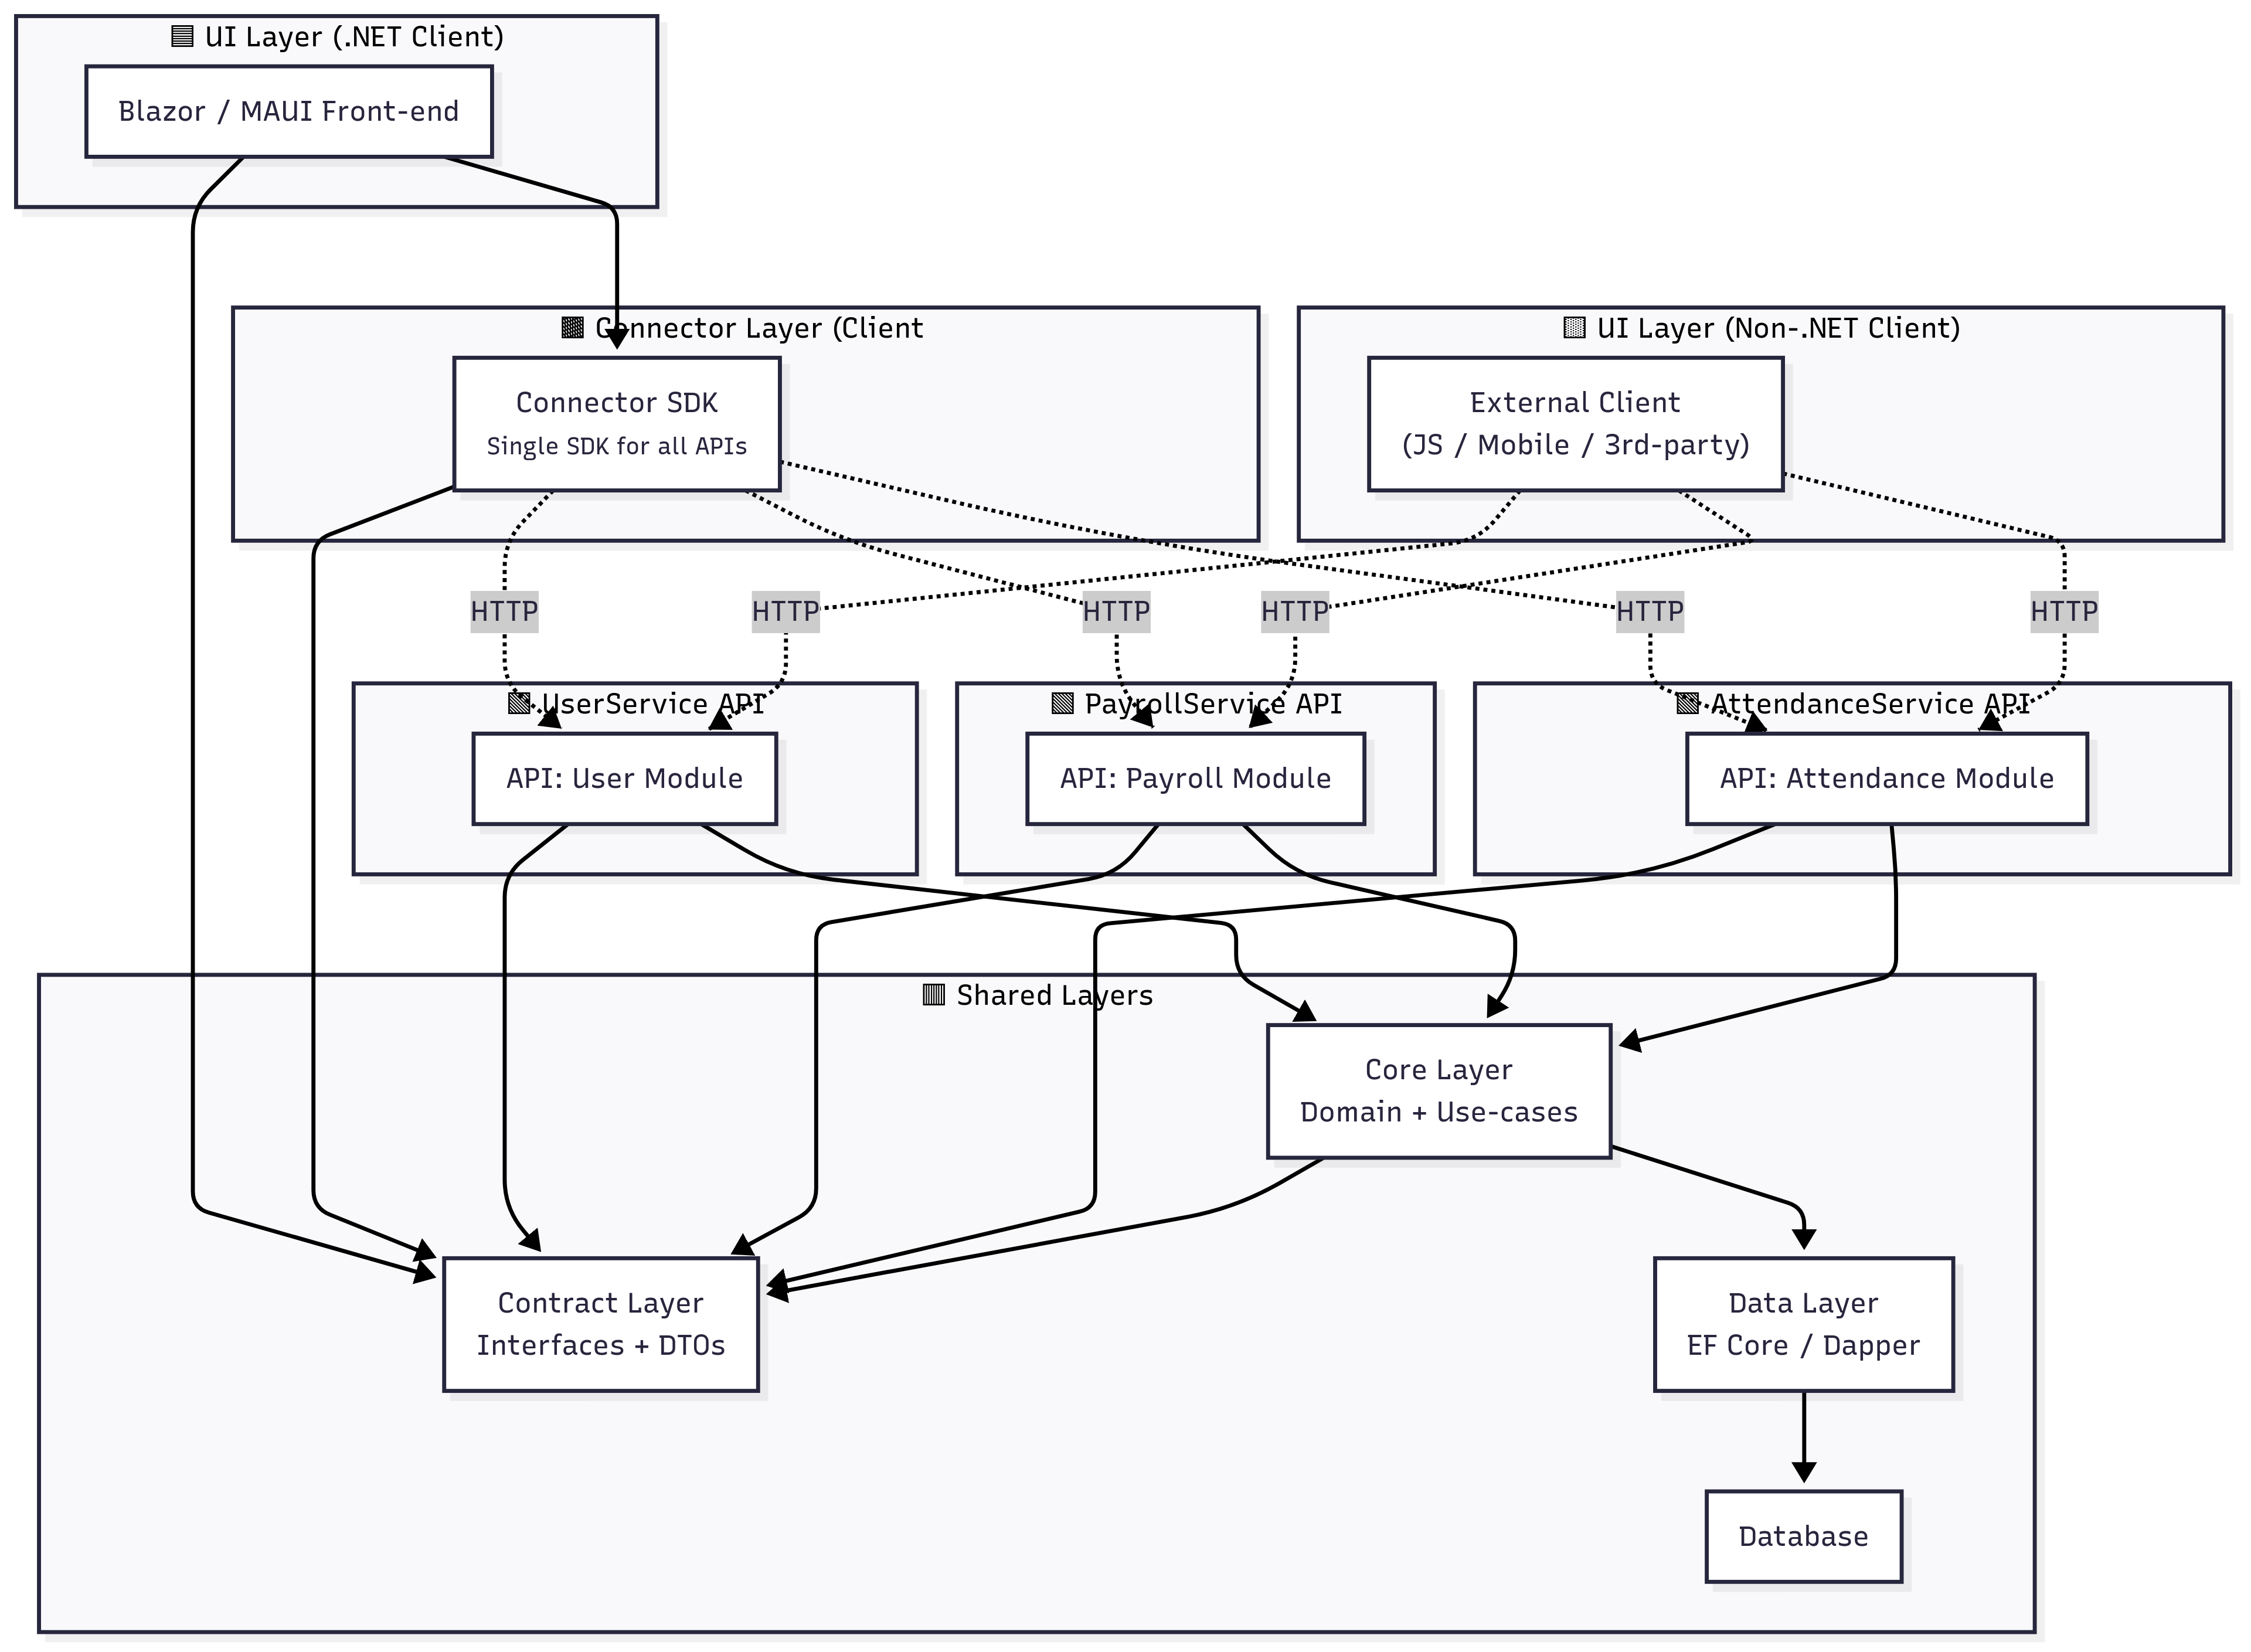 UI Layer (.NET Client)
Blazor / MAUI Front-end
Connector Layer (Client
UI Layer (Non-.NET Client)
Connector SDK
Single SDK for all APIs
External Client
(JS / Mobile / 3rd-party)
HTTP
HTTP
HTTP
HTTP
HTTP
HTTP
UserService API
PayrollService API
AttendanceService API
API: User Module
API: Payroll Module
API: Attendance Module
Shared Layers
Core Layer
Domain + Use-cases
Contract Layer
Interfaces + DTOs
Data Layer
EF Core / Dapper
Database